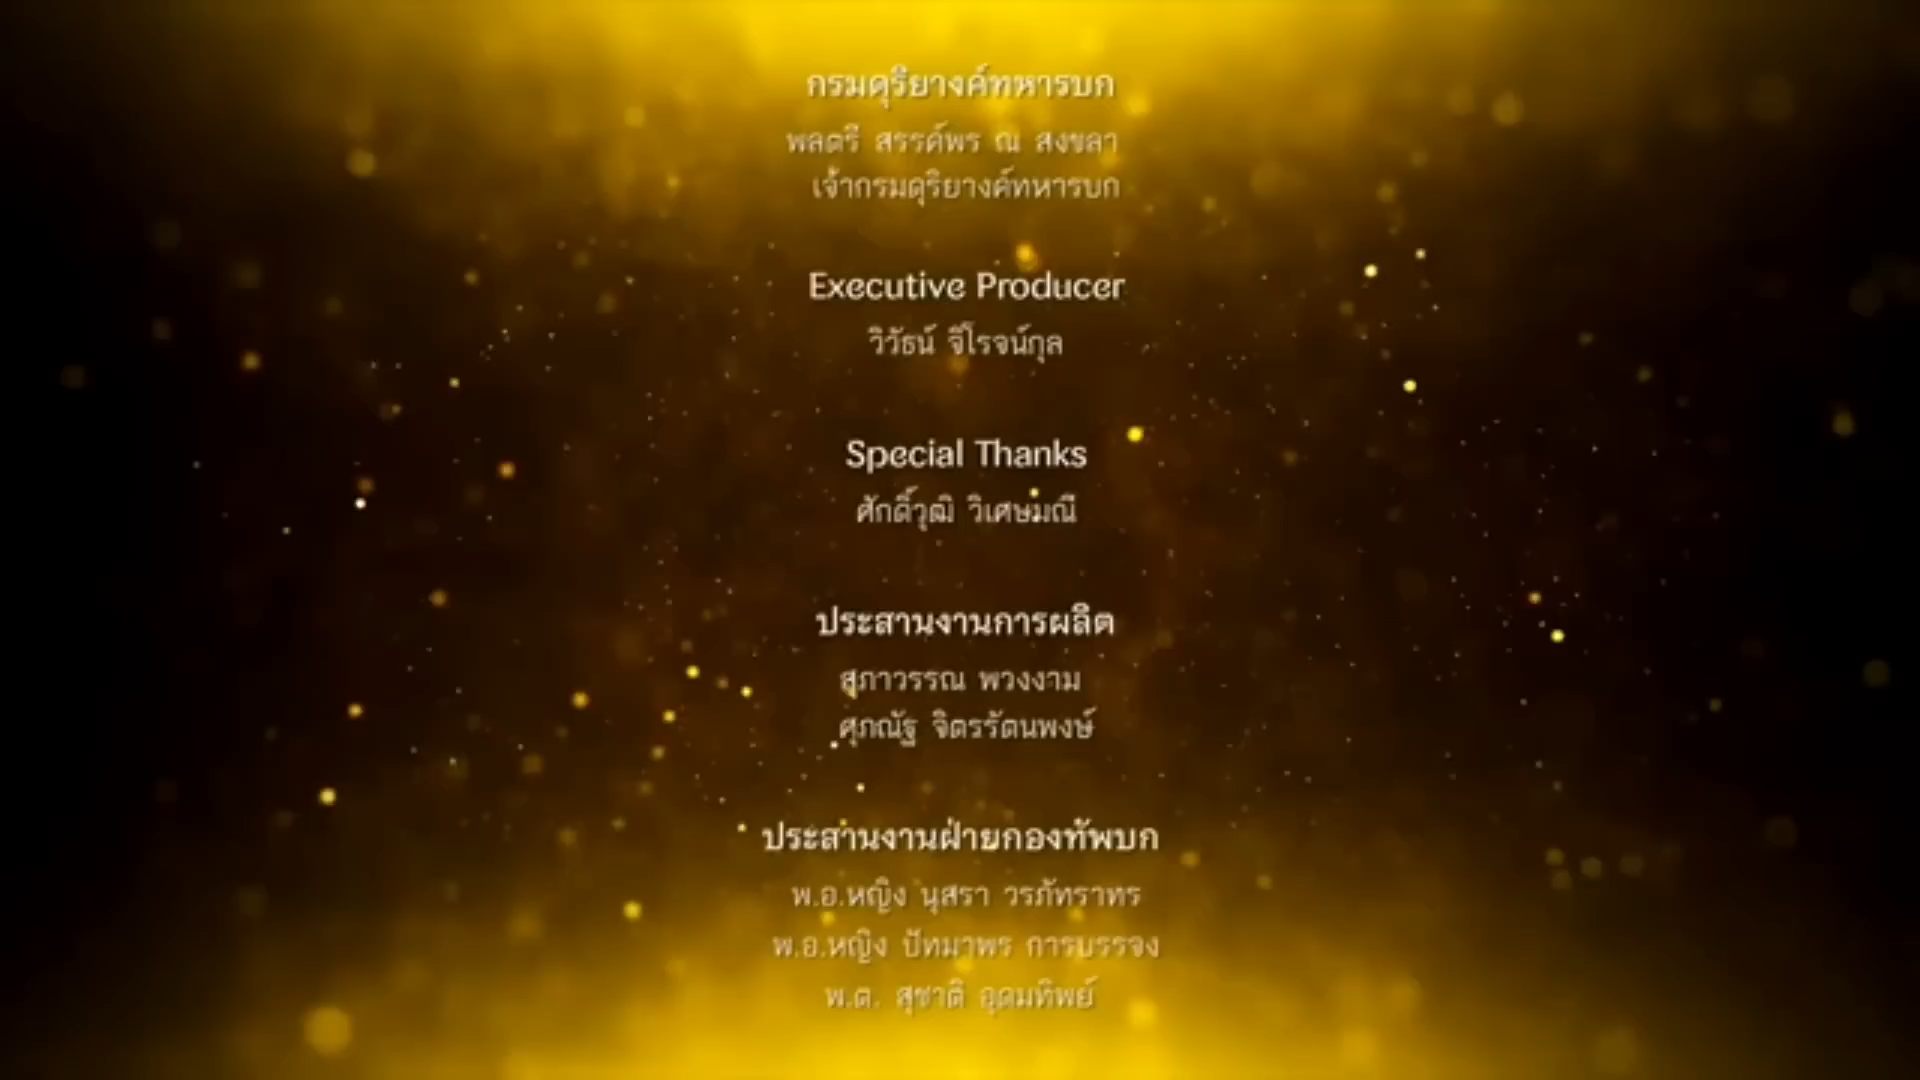 กรมดุริยางค์ทหารบก
พลตรี สรรค์พร ณ สงขลา
เจ้ากรมดุริยางค์ทหารบก
Executive Producer
วิวัธน์ จิโรจน์กุล
Special Thanks
ศักดิ์วุฒิ วิเศษมณี
ประสานงานการผลิต
สุภาวรรณ พวงงาม
ศุภณัฐ จิตรรัตนพงษ์
ประสานงานฝ่ายกองทัพบก
พ.อ.หญิง นุสรา วรภัทราทร
พ.อ.หญิง ปัทมาพร การบรรจง
พ.ต. สุชาติ อุดมทิพย์